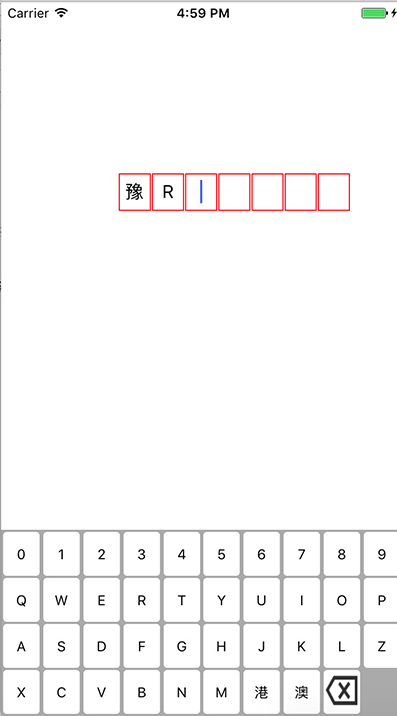 Carrier 4:59 PM
豫 R
0 1 2 3 4 5 6 7 8 9
Q W E R T Y U I O P
A S D F G H J K L Z
X C V B N M 港 澳